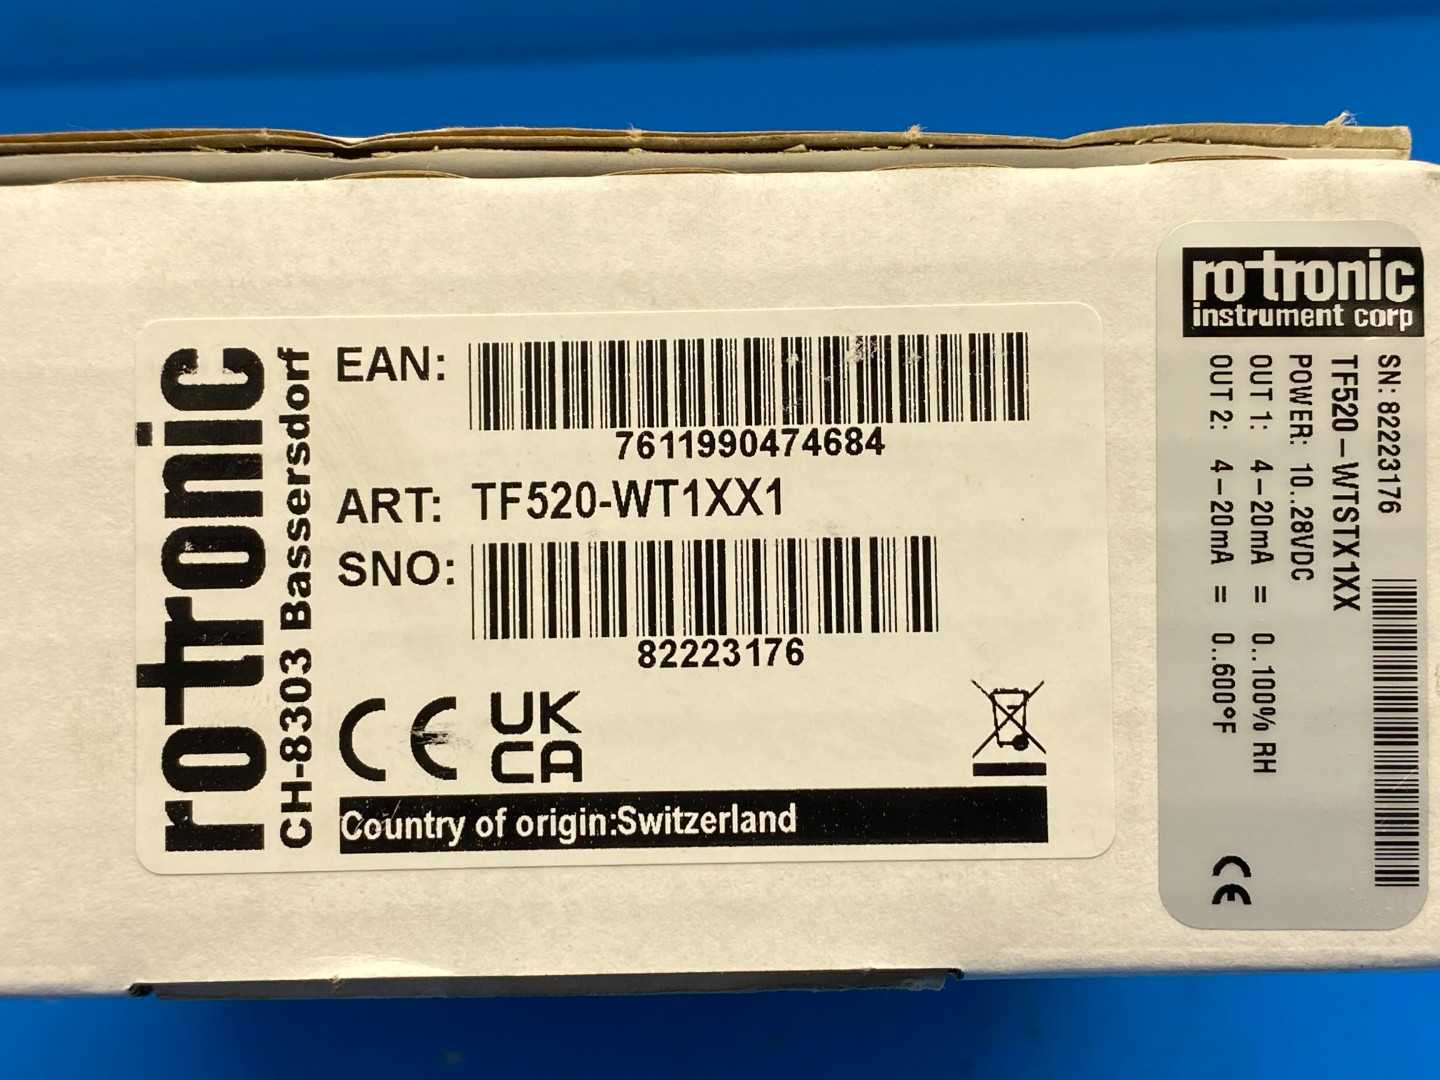 rotronic
CH-8303 Bassersdorf
EAN:
7611990474684
ART: TF520-WT1XX1
SNO:
82223176
CE UK
CA
Country of origin:Switzerland
rotronic
instrument corp
SN: 82223176
TF520-WTSTX1XX
POWER: 10..28VDC
OUT 1: 4-20mA = 0..100% RH
OUT 2: 4-20mA = 0..600°F
CE